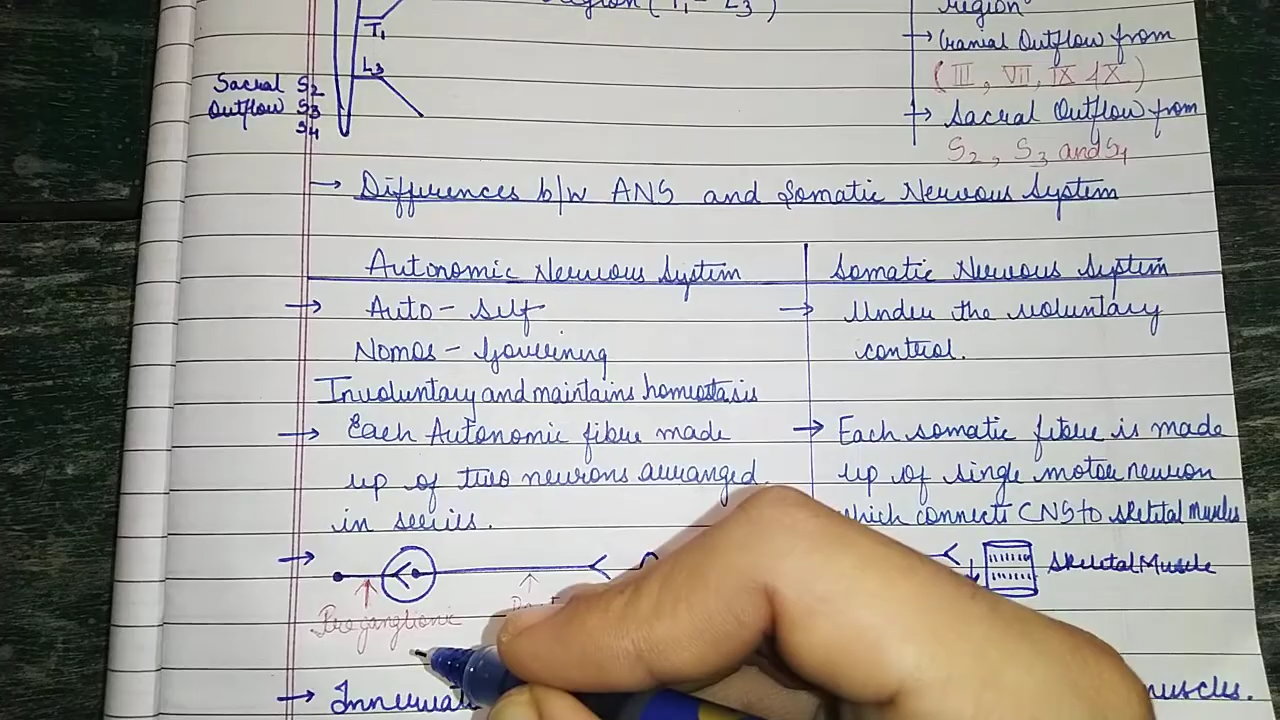 region (T1 - L3)
region
T1
→ Cranial Outflow from
L3
(III, VII, IX & X)
Sacral S2
Outflow S3
S4
→ Sacral Outflow from
S2, S3 and S4
→ Differences b/w ANS and Somatic Nervous System
Autonomic Nervous System
Somatic Nervous System
→ Auto - Self
Nomos - Governing
Involuntary and maintains homeostasis
→ Under the voluntary
control.
→ Each Autonomic fibre made
up of two neurons arranged
in series.
→ Each somatic fibre is made
up of single motor neuron
which connects CNS to skeletal Muscles
→
Skeletal Muscle
Preganglionic
→ Innervat
muscles.